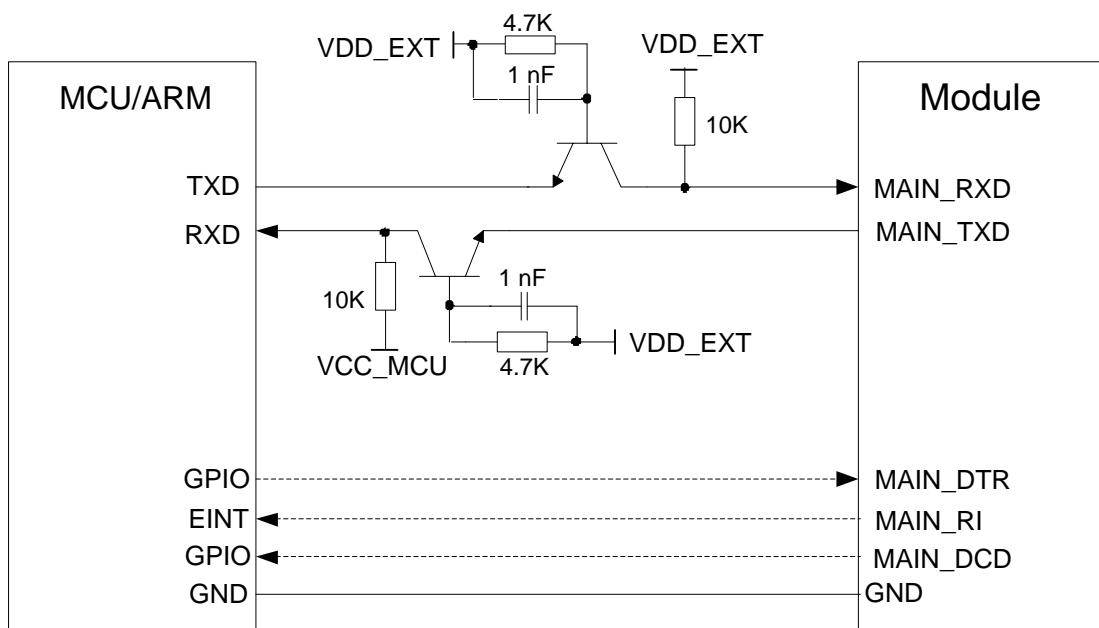 4.7K
VDD_EXT
VDD_EXT
1 nF
MCU/ARM
Module
10K
TXD
MAIN_RXD
RXD
MAIN_TXD
1 nF
10K
VDD_EXT
VCC_MCU
4.7K
GPIO
MAIN_DTR
EINT
MAIN_RI
GPIO
MAIN_DCD
GND
GND